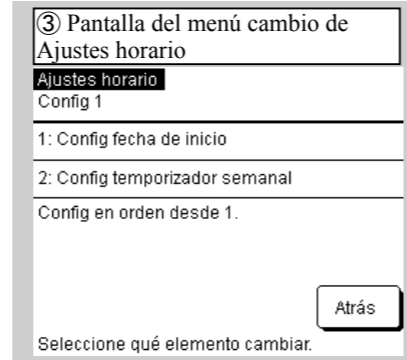 ③ Pantalla del menú cambio de
Ajustes horario
Ajustes horario
Config 1
1: Config fecha de inicio
2: Config temporizador semanal
Config en orden desde 1.
Atrás
Seleccione qué elemento cambiar.